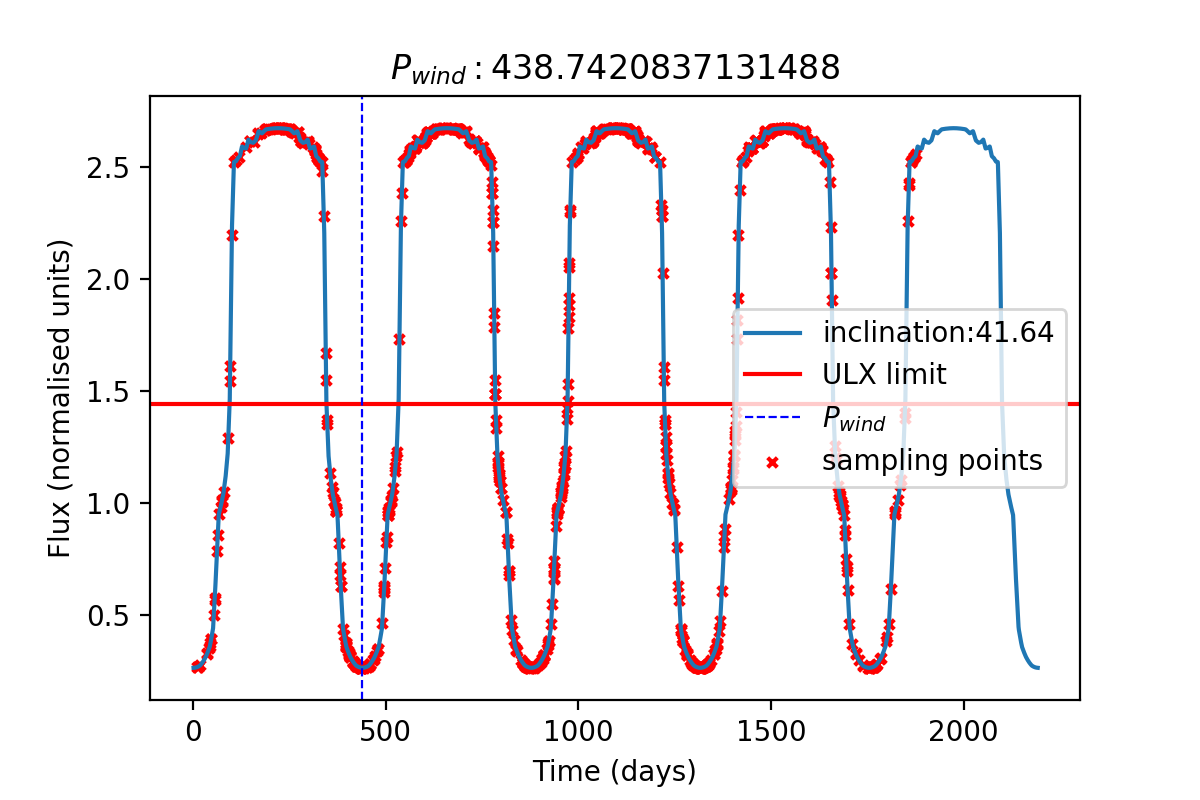 P_wind : 438.7420837131488
2.5
2.0
1.5
1.0
0.5
Flux (normalised units)
inclination:41.64
ULX limit
P_wind
sampling points
0 500 1000 1500 2000
Time (days)